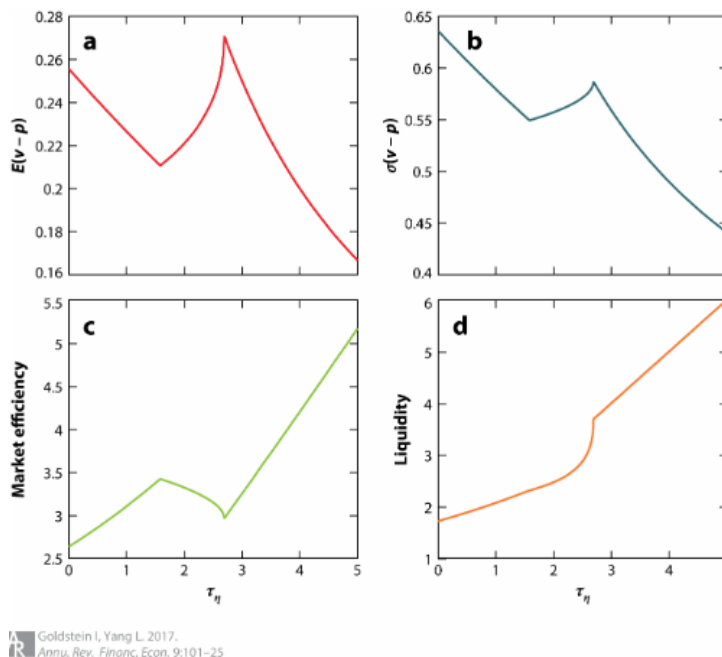 a
E(v – p)
0.28
0.26
0.24
0.22
0.2
0.18
0.16
b
σ(v – p)
0.65
0.6
0.55
0.5
0.45
0.4
c
Market efficiency
5.5
5
4.5
4
3.5
3
2.5
0 1 2 3 4 5
τη
d
Liquidity
6
5
4
3
2
1
0 1 2 3 4
τη
AR Goldstein I, Yang L. 2017.
Annu. Rev. Financ. Econ. 9:101–25